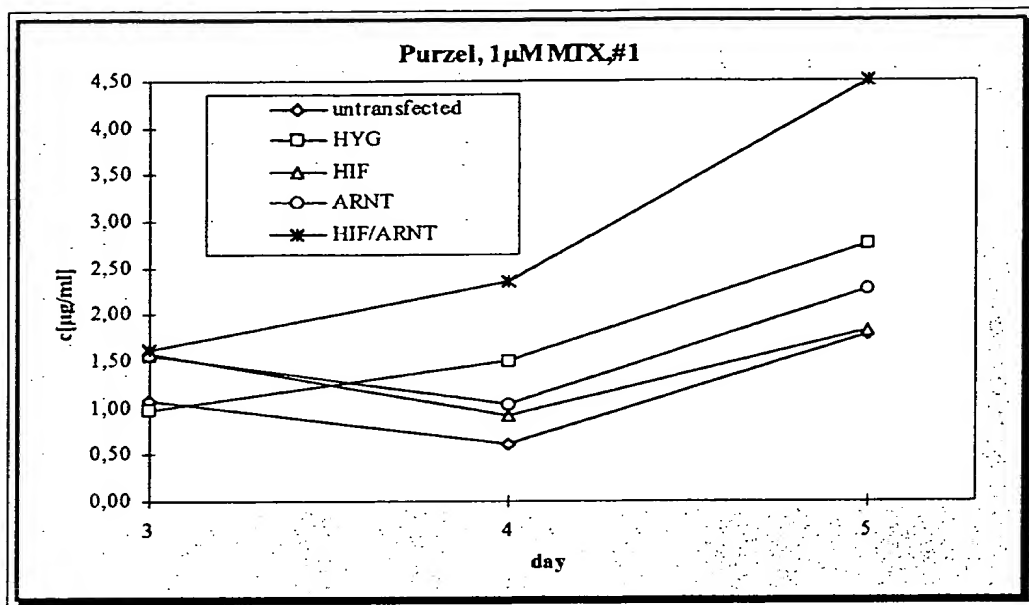 Purzel, 1µM MTX,#1
4,50
4,00
3,50
3,00
2,50
2,00
1,50
1,00
0,50
0,00
c[µg/ml]
untransfected
HYG
HIF
ARNT
HIF/ARNT
3 4 5
day